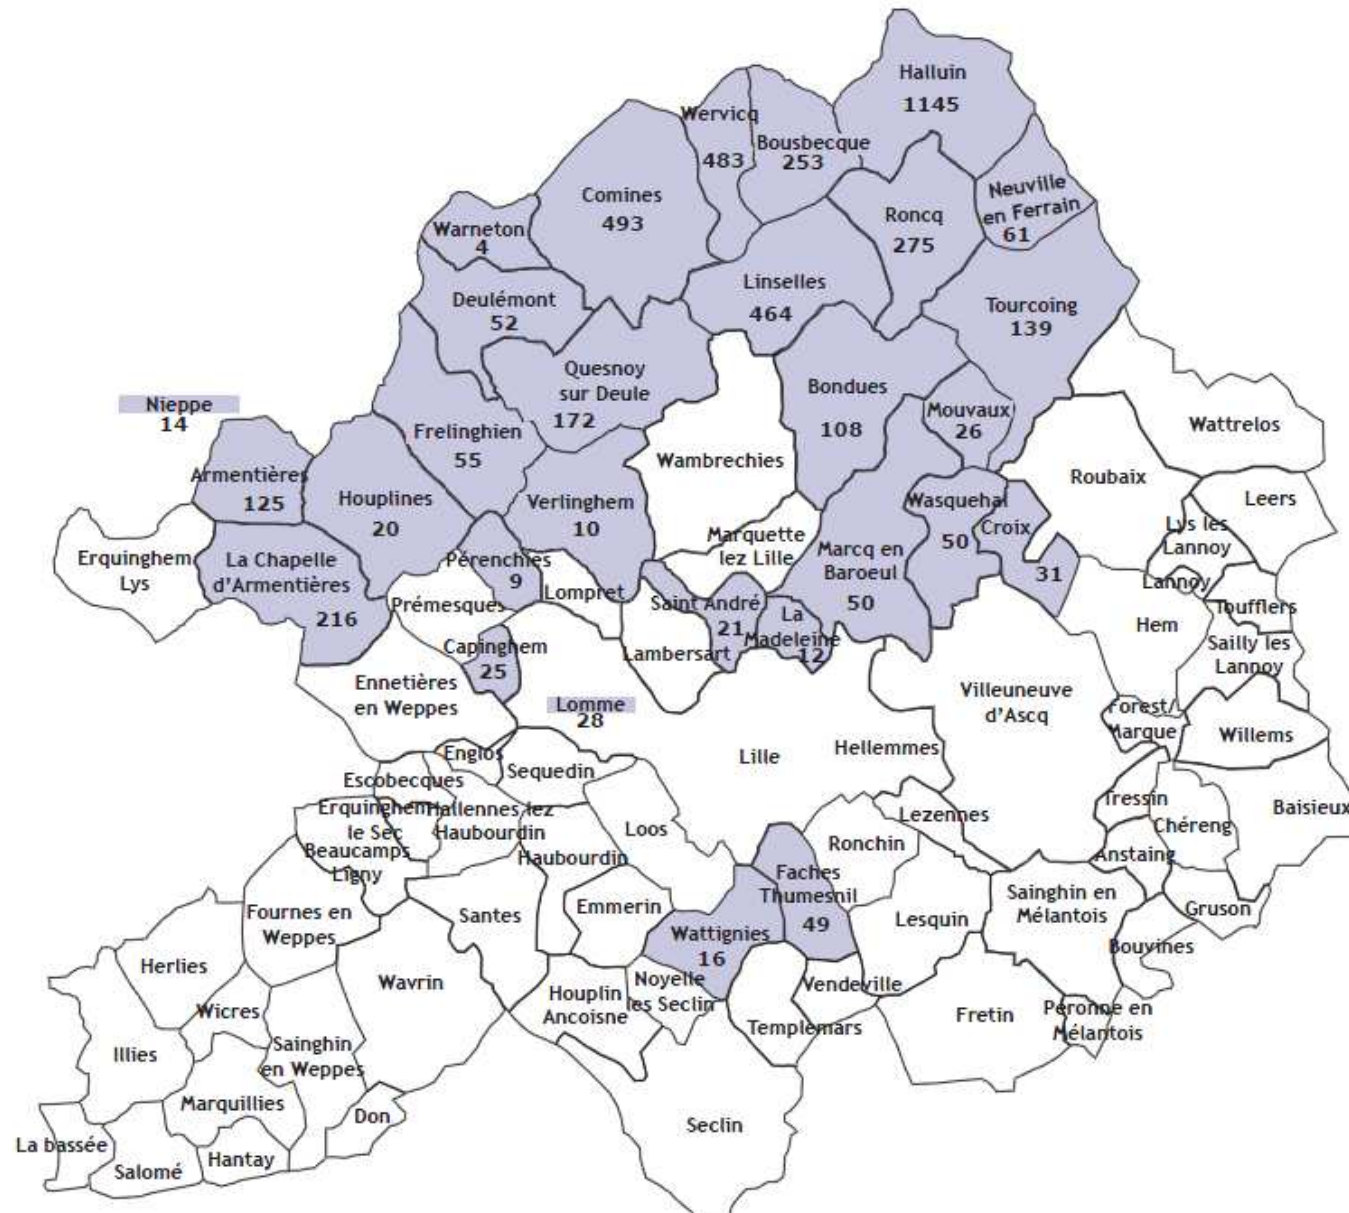 Halluin
1145
Wervicq
483
Bousbecque
253
Neuville
en Ferrain
61
Comines
493
Roncq
275
Warneton
4
Linselles
464
Deulémont
52
Tourcoing
139
Quesnoy
sur Deule
172
Bondues
108
Mouvaux
26
Nieppe
14
Frelinghien
55
Wattrelos
Wambrechies
Armentières
125
Houplines
20
Verlinghem
10
Roubaix
Leers
Wasquehal
50
Croix
31
Lys les
Lannoy
Marquette
lez Lille
Marcq en
Baroeul
50
Erquinghem
Lys
La Chapelle
d'Armentières
216
Pérenchies
9
Lompret
Prémesques
Saint André
21
La
Madeleine
12
Lannoy
Toufflers
Hem
Sailly les
Lannoy
Capinghem
25
Lambersart
Ennetières
en Weppes
Lomme
28
Villeuneuve
d'Ascq
Forest/
Marque
Willems
Lille
Hellemmes
Englos
Sequedin
Escobecques
Erquinghem
le Sec
Hallennes lez
Haubourdin
Loos
Lezennes
Tressin
Chéreng
Baisieux
Beaucamps
Ligny
Haubourdin
Ronchin
Anstaing
Faches
Thumesnil
49
Sainghin en
Mélantois
Gruson
Fournes en
Weppes
Santes
Emmerin
Lesquin
Wattignies
16
Bouvines
Herlies
Wavrin
Noyelle
les Seclin
Vendeville
Houplin
Ancoisne
Wicres
Templemars
Fretin
Péronne en
Mélantois
Illies
Sainghin
en Weppes
Marquillies
Don
Seclin
La bassée
Salomé
Hantay